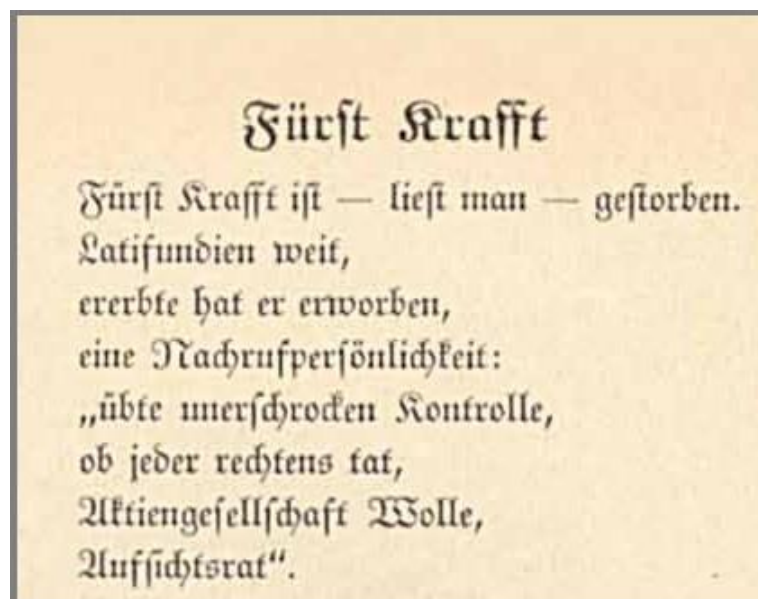 Fürst Krafft
Fürst Krafft ist — liest man — gestorben.
Latifundien weit,
ererbte hat er erworben,
eine Nachrufpersönlichkeit:
„übte unerschrocken Kontrolle,
ob jeder rechtens tat,
Aktiengesellschaft Wolle,
Aufsichtsrat“.